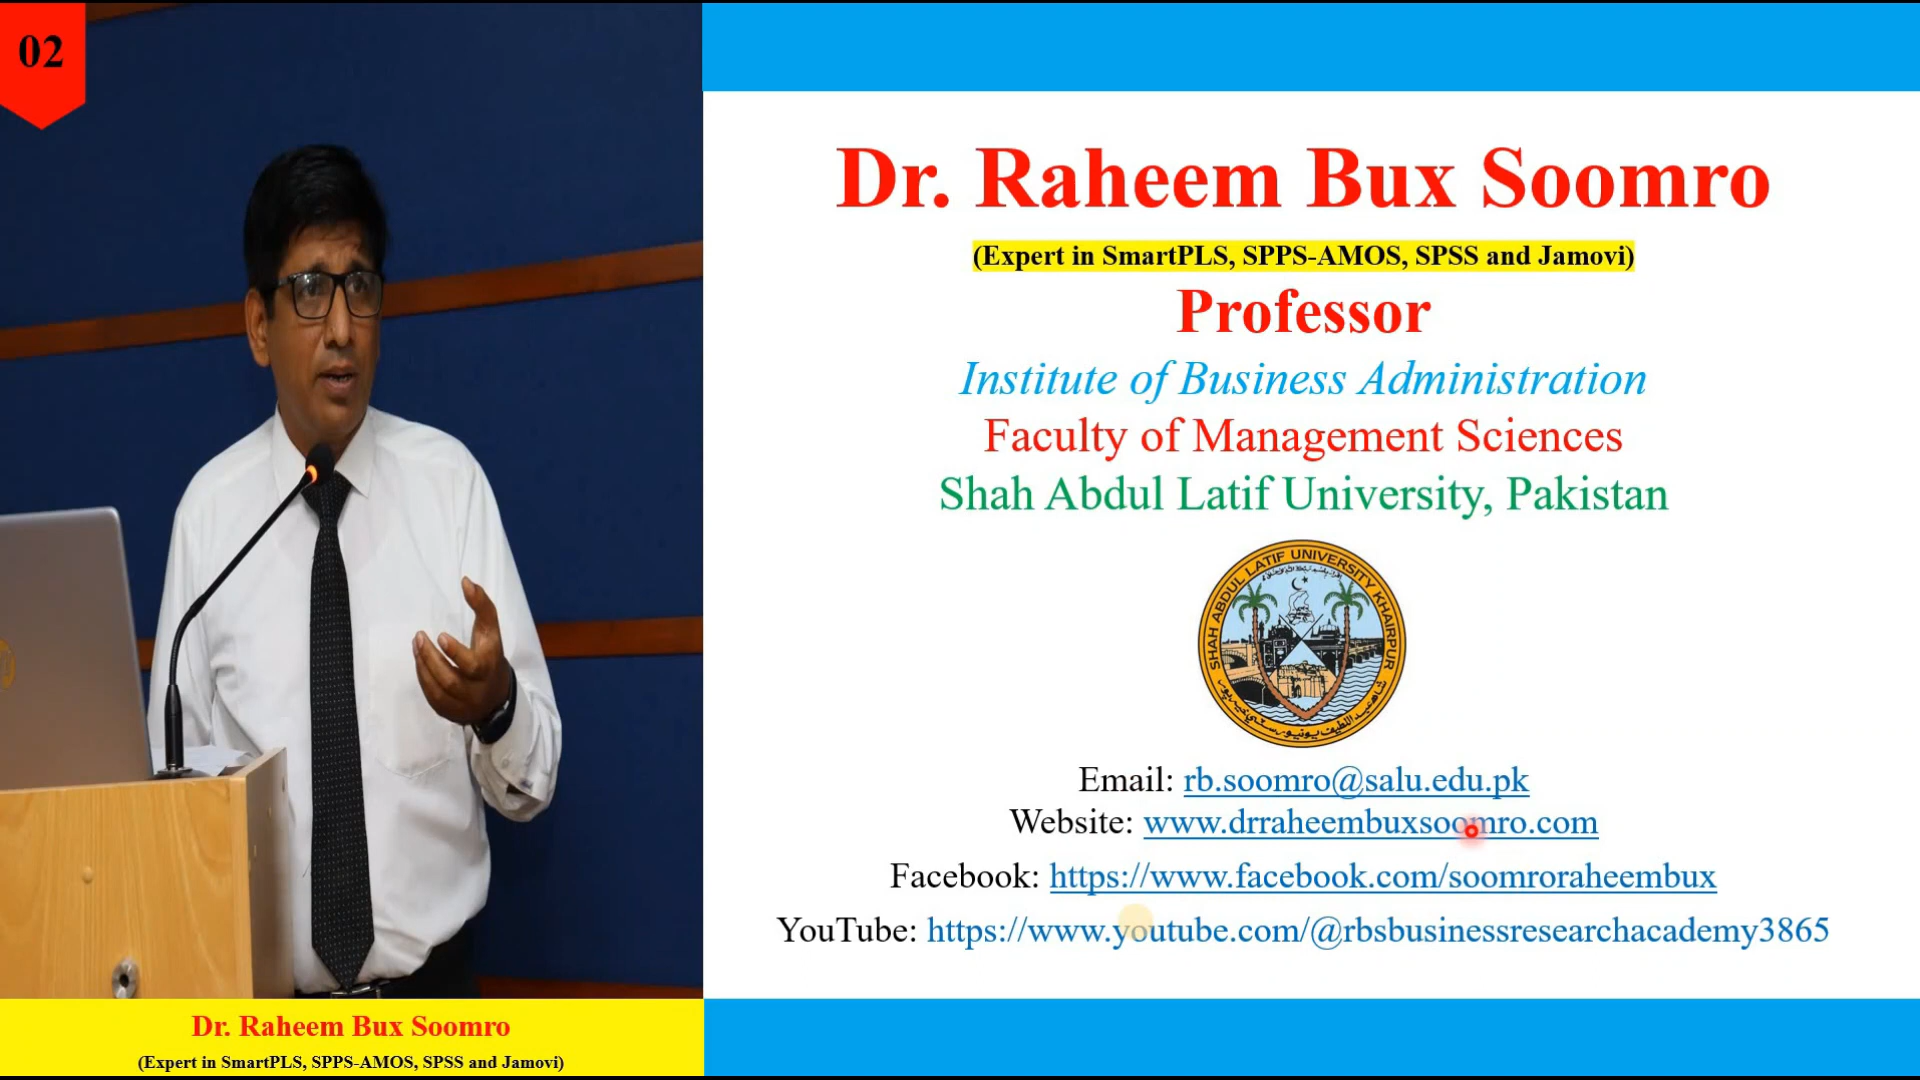 02
Dr. Raheem Bux Soomro
(Expert in SmartPLS, SPPS-AMOS, SPSS and Jamovi)
Professor
Institute of Business Administration
Faculty of Management Sciences
Shah Abdul Latif University, Pakistan
SHAH ABDUL LATIF UNIVERSITY KHAIRPUR
Email: rb.soomro@salu.edu.pk
Website: www.drraheembuxsoomro.com
Facebook: https://www.facebook.com/soomroraheembux
YouTube: https://www.youtube.com/@rbsbusinessresearchacademy3865
Dr. Raheem Bux Soomro
(Expert in SmartPLS, SPPS-AMOS, SPSS and Jamovi)